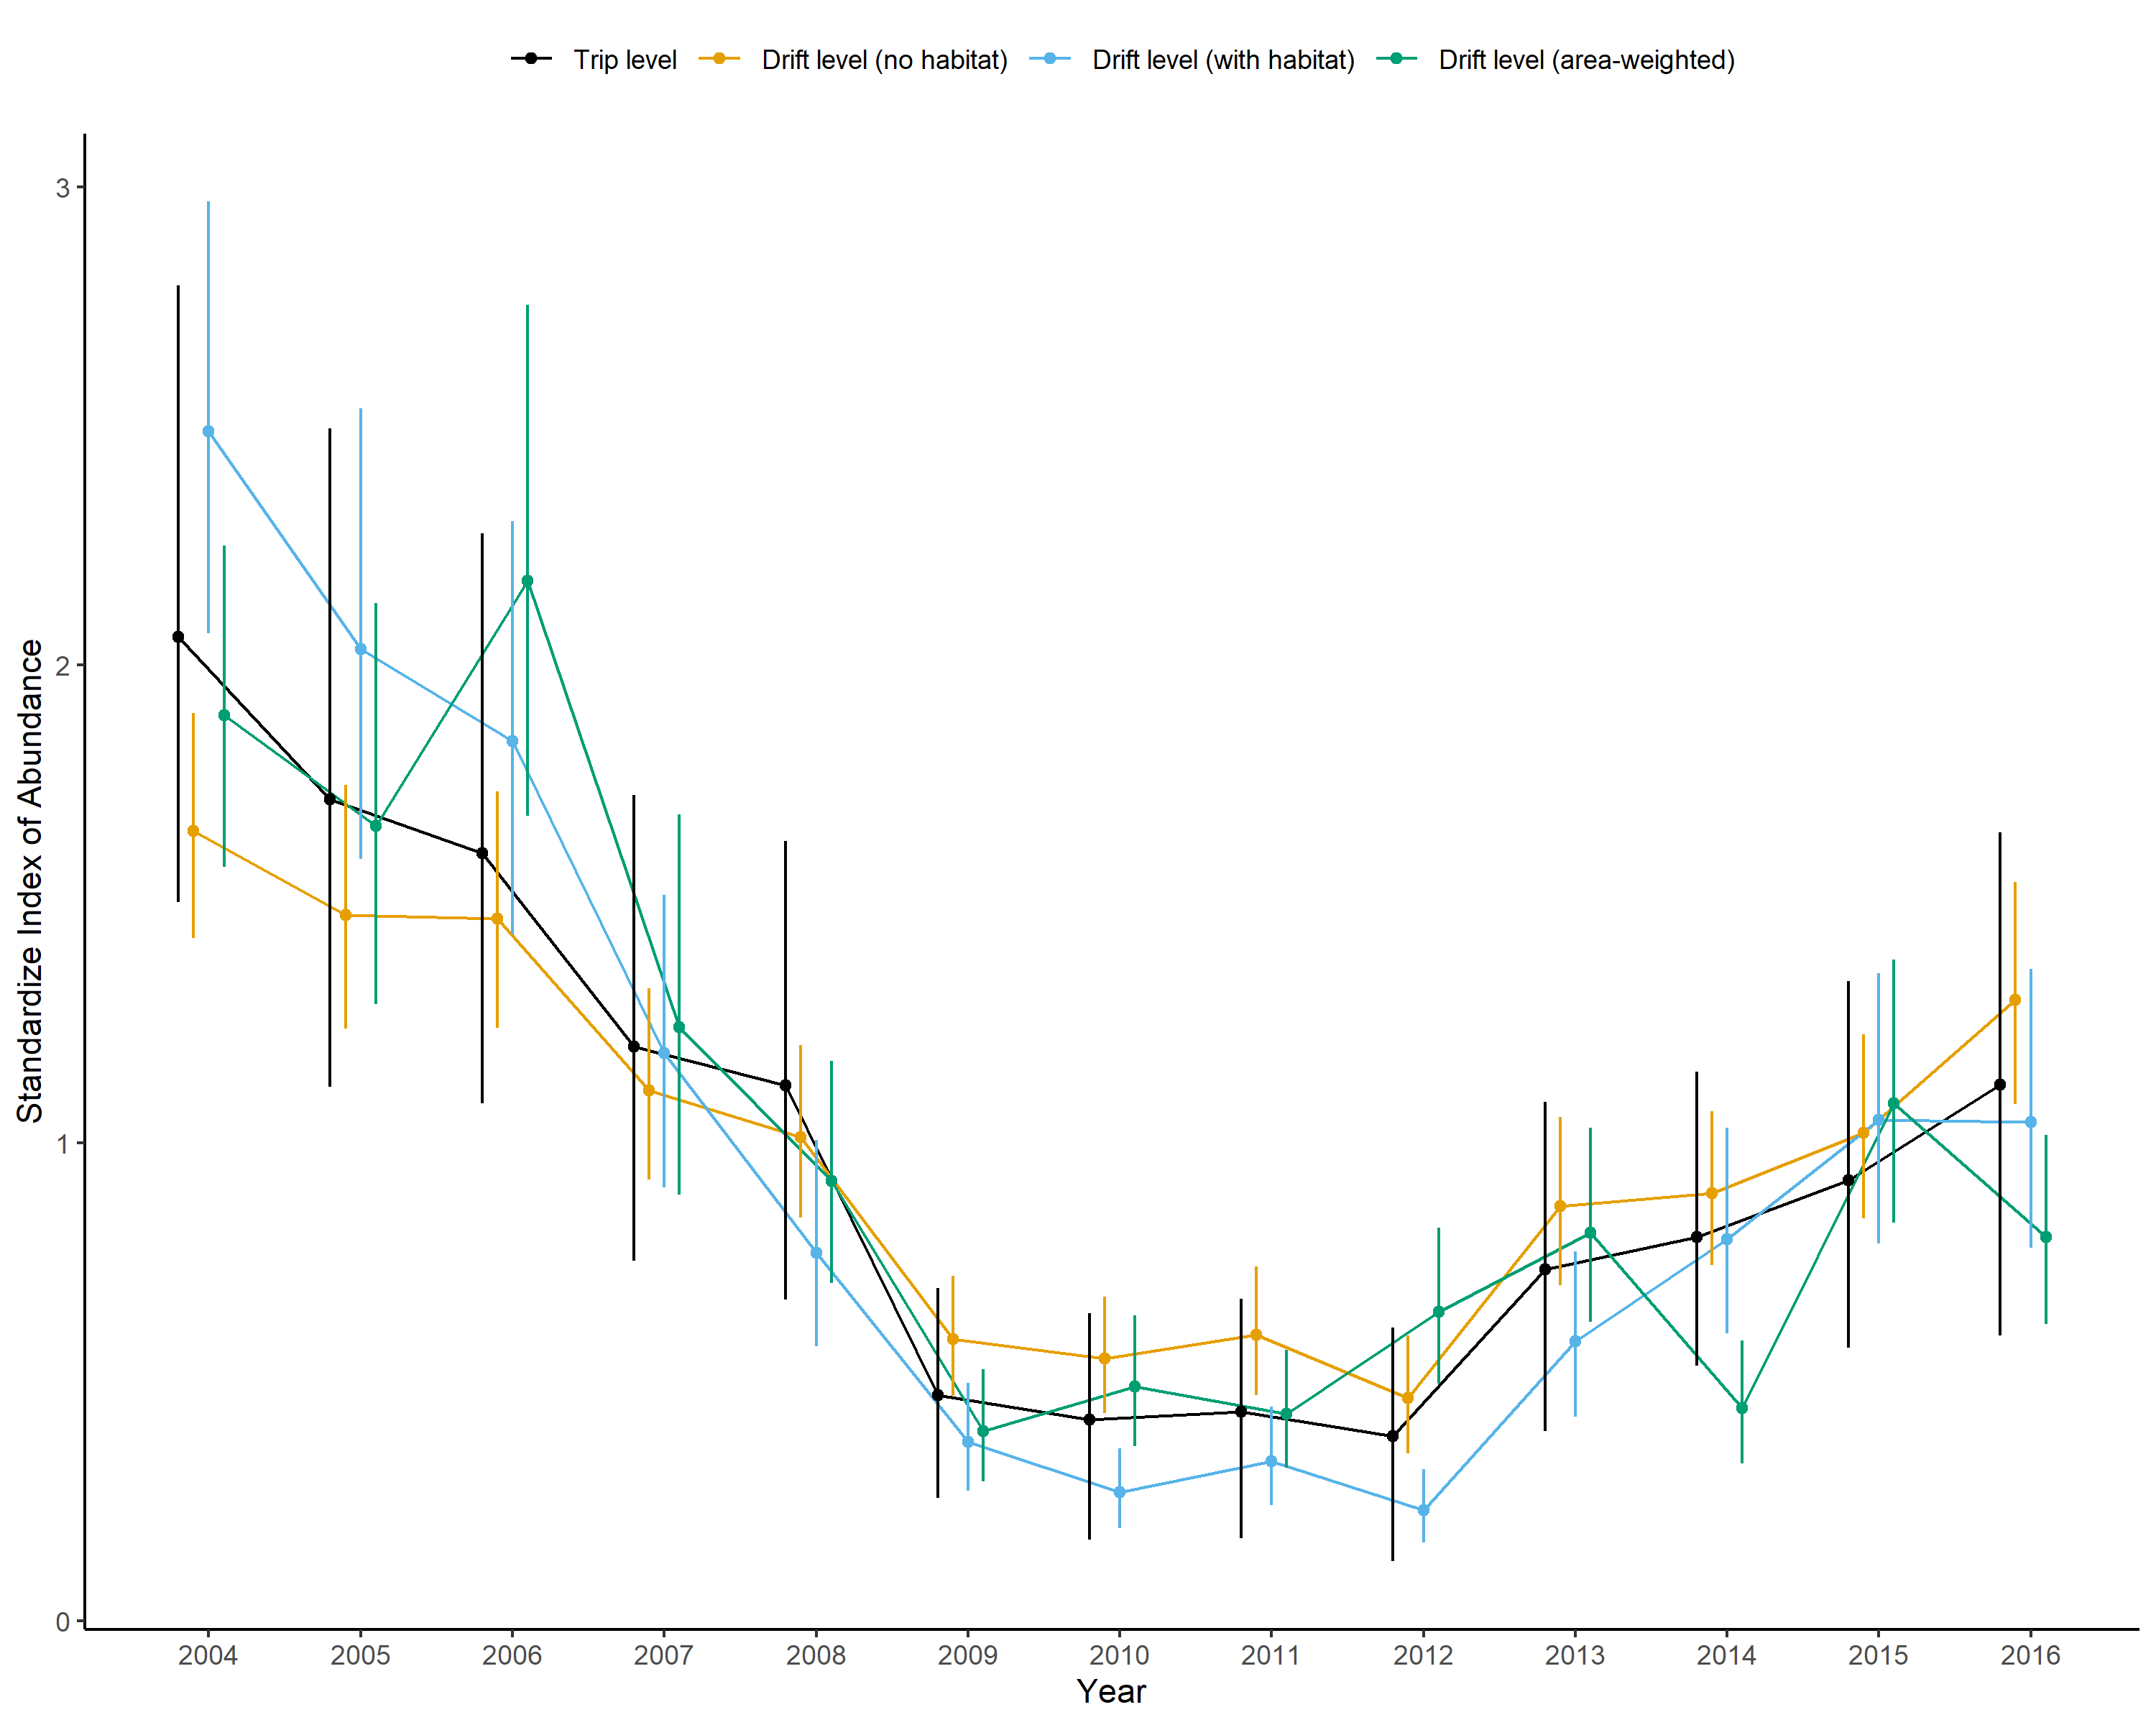 Trip level Drift level (no habitat) Drift level (with habitat) Drift level (area-weighted)
Standardize Index of Abundance
3
2
1
0
2004 2005 2006 2007 2008 2009 2010 2011 2012 2013 2014 2015 2016
Year